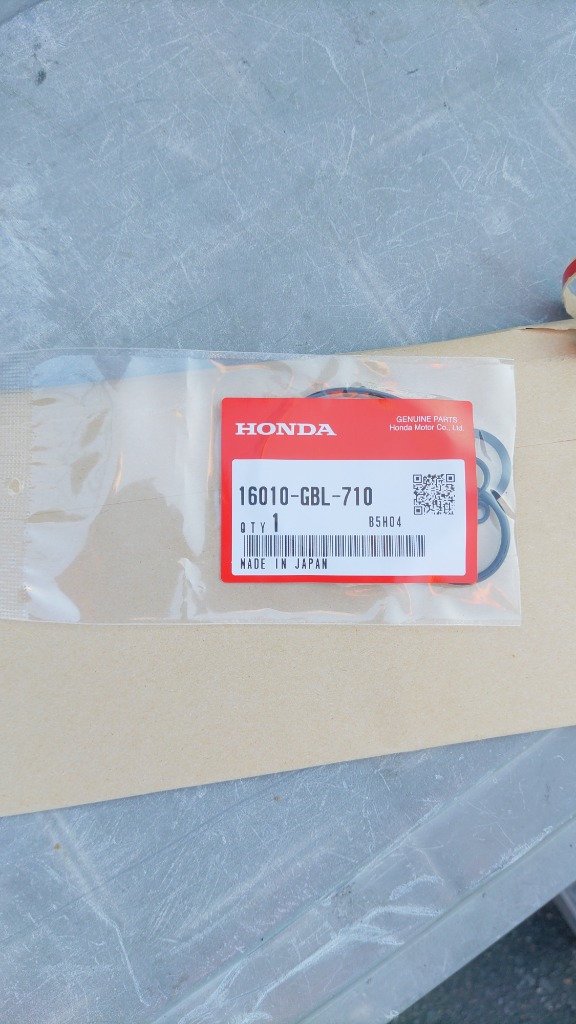 HONDA
GENUINE PARTS
Honda Motor Co., Ltd.
16010-GBL-710
QTY 1 B5H04
MADE IN JAPAN